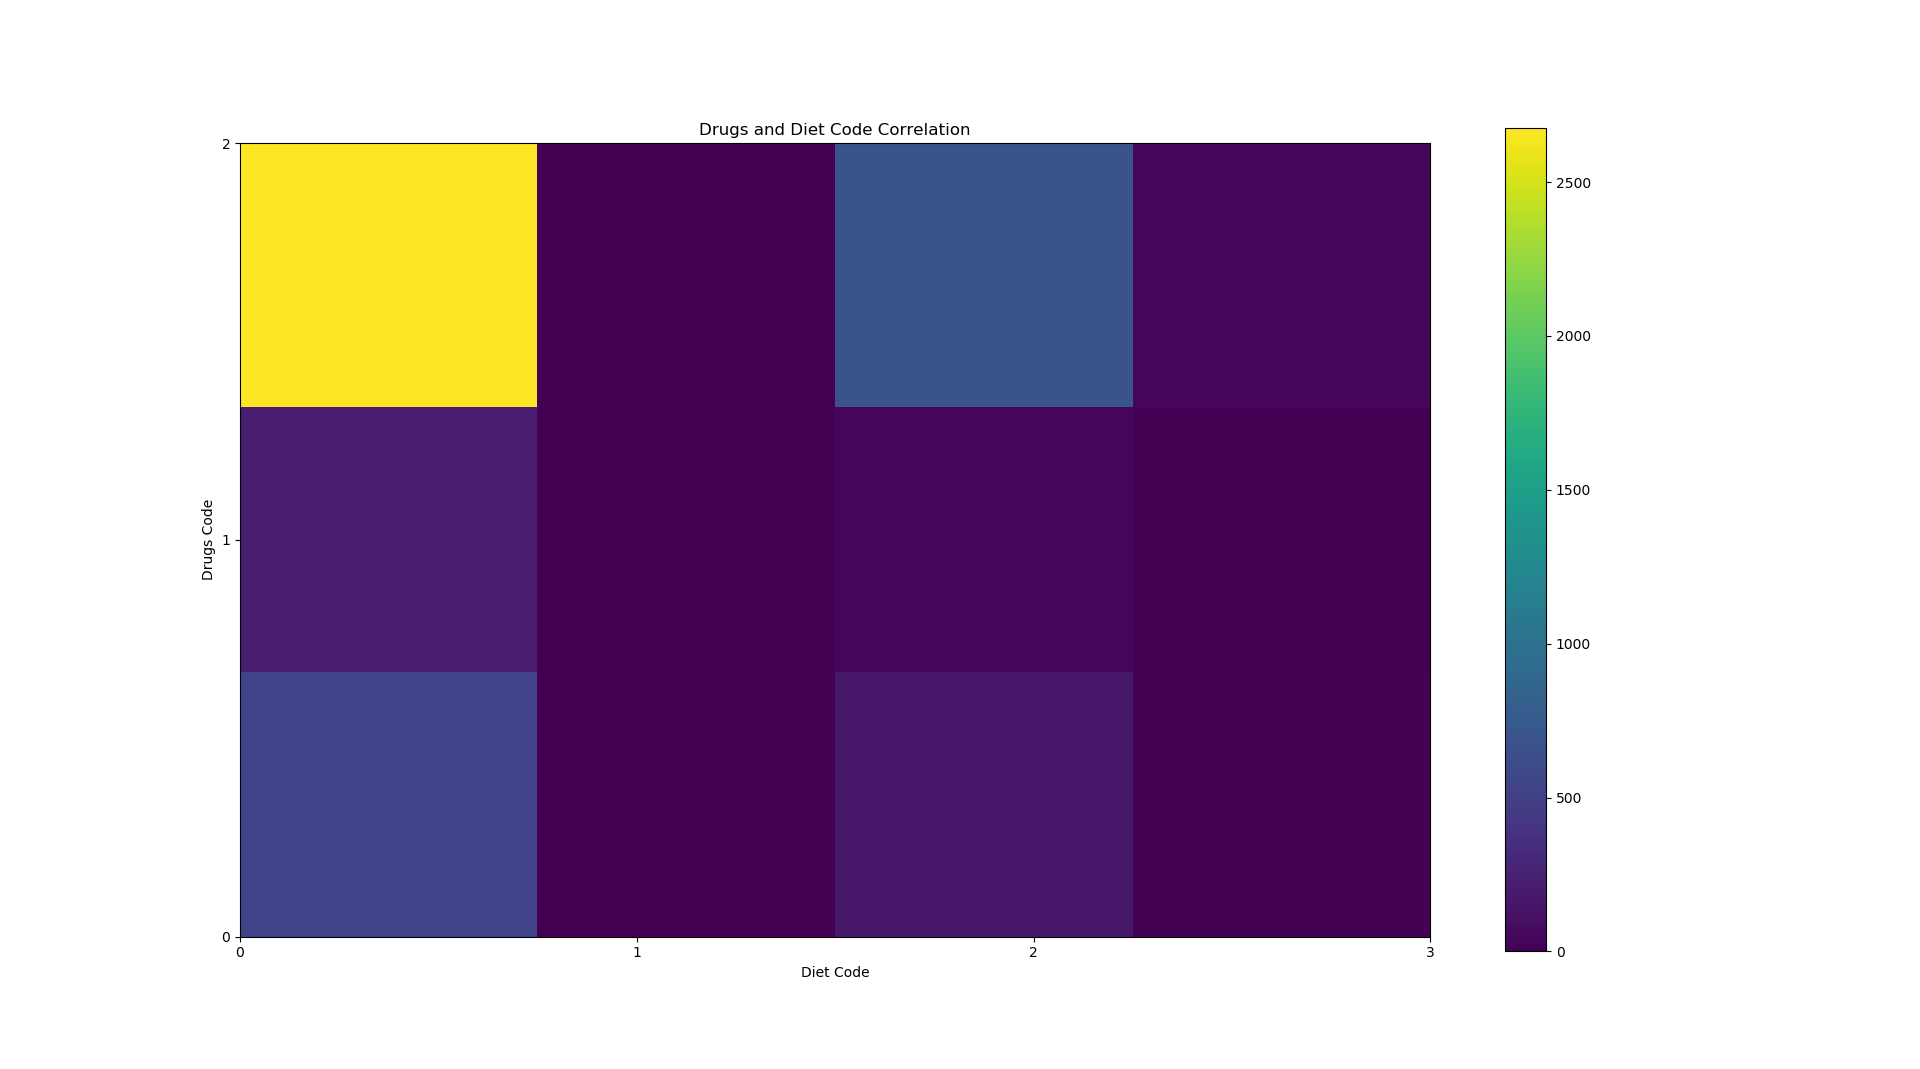 Drugs and Diet Code Correlation
2
1
0
Drugs Code
0 1 2 3
Diet Code
2500
2000
1500
1000
500
0